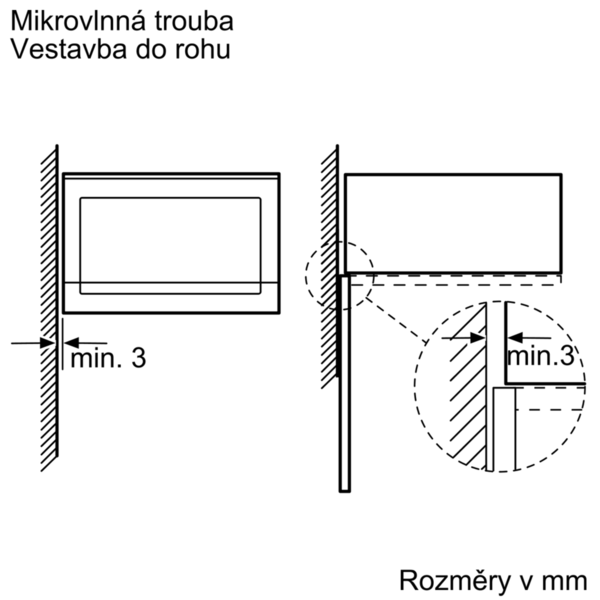 Mikrovlnná trouba
Vestavba do rohu
min. 3
min.3
Rozměry v mm